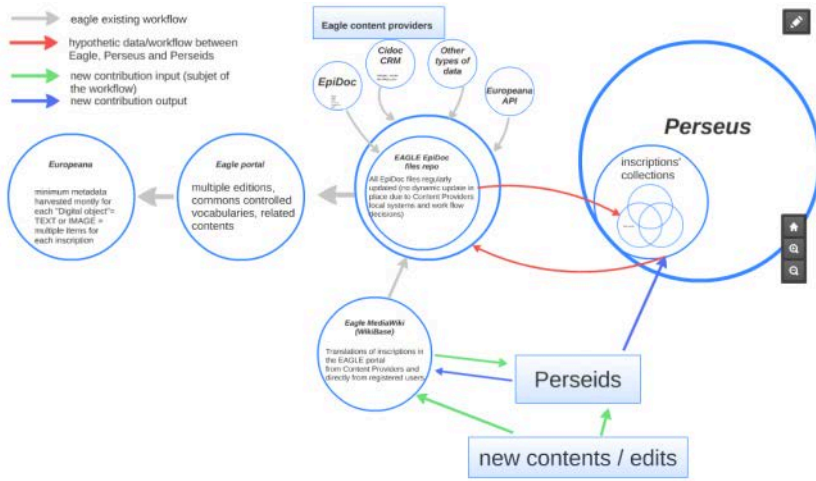 eagle existing workflow
hypothetic data/workflow between
Eagle, Perseus and Perseids
new contribution input (subjet of
the workflow)
new contribution output
Eagle content providers
EpiDoc
Cidoc
CRM
Other
types of
data
Europeana
API
Europeana
minimum metadata
harvested montly for
each "Digital object"=
TEXT or IMAGE =
multiple items for
each inscription
Eagle portal
multiple editions,
commons controlled
vocabularies, related
contents
EAGLE EpiDoc
files repo
All EpiDoc files regularly
updated (no dynamic update in
place due to Content Providers
local systems and work flow
decisions)
Perseus
inscriptions'
collections
Eagle MediaWiki
(WikiBase)
Translations of inscriptions in
the EAGLE portal
from Content Providers and
directly from registered users
Perseids
new contents / edits